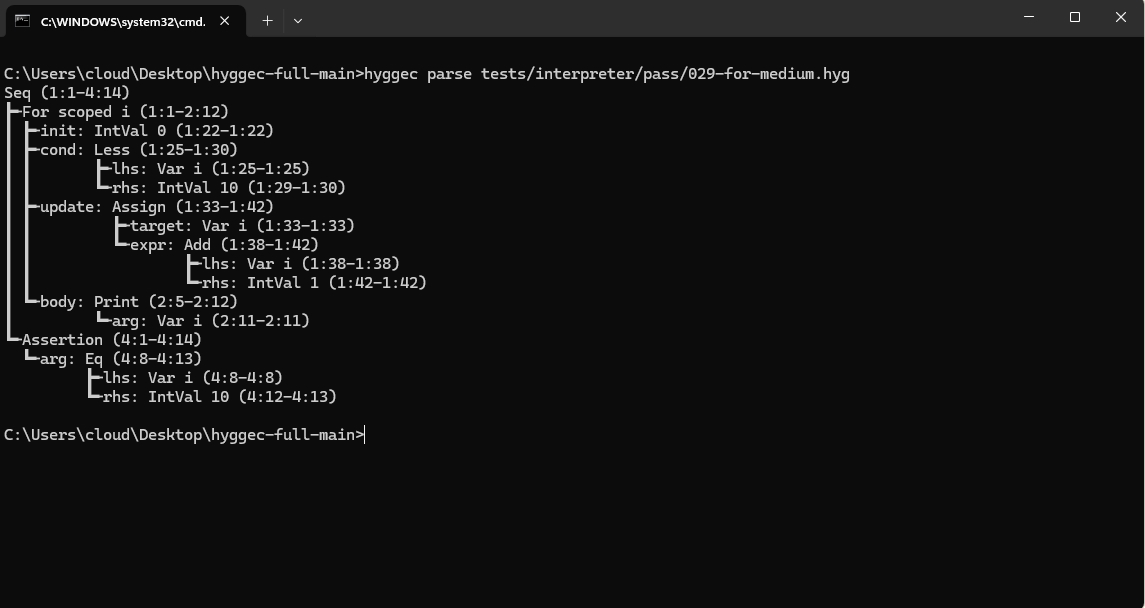 C:\WINDOWS\system32\cmd.
C:\Users\cloud\Desktop\hyggec-full-main>hyggec parse tests/interpreter/pass/029-for-medium.hyg
Seq (1:1-4:14)
┣╾For scoped i (1:1-2:12)
┃ ┣╾init: IntVal 0 (1:22-1:22)
┃ ┣╾cond: Less (1:25-1:30)
┃ ┃       ┣╾lhs: Var i (1:25-1:25)
┃ ┃       ┗╾rhs: IntVal 10 (1:29-1:30)
┃ ┣╾update: Assign (1:33-1:42)
┃ ┃         ┣╾target: Var i (1:33-1:33)
┃ ┃         ┗╾expr: Add (1:38-1:42)
┃ ┃                 ┣╾lhs: Var i (1:38-1:38)
┃ ┃                 ┗╾rhs: IntVal 1 (1:42-1:42)
┃ ┗╾body: Print (2:5-2:12)
┃         ┗╾arg: Var i (2:11-2:11)
┗╾Assertion (4:1-4:14)
  ┗╾arg: Eq (4:8-4:13)
         ┣╾lhs: Var i (4:8-4:8)
         ┗╾rhs: IntVal 10 (4:12-4:13)
C:\Users\cloud\Desktop\hyggec-full-main>